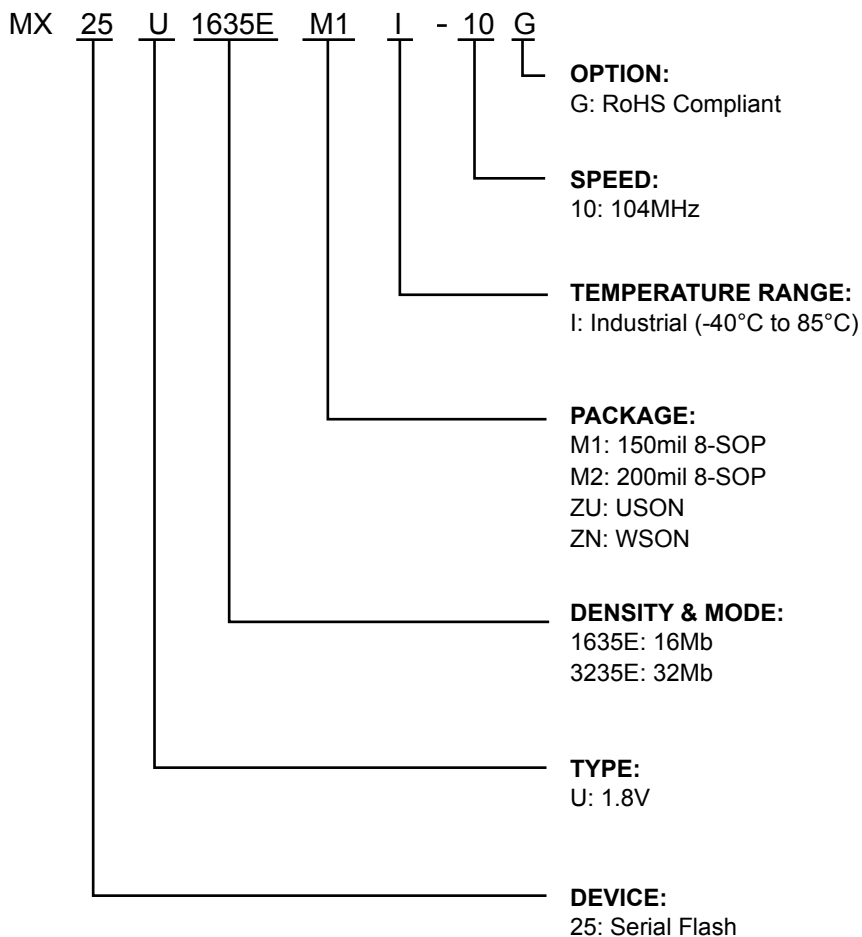 MX 25 U 1635E M1 I - 10 G
OPTION:
G: RoHS Compliant
SPEED:
10: 104MHz
TEMPERATURE RANGE:
I: Industrial (-40°C to 85°C)
PACKAGE:
M1: 150mil 8-SOP
M2: 200mil 8-SOP
ZU: USON
ZN: WSON
DENSITY & MODE:
1635E: 16Mb
3235E: 32Mb
TYPE:
U: 1.8V
DEVICE:
25: Serial Flash